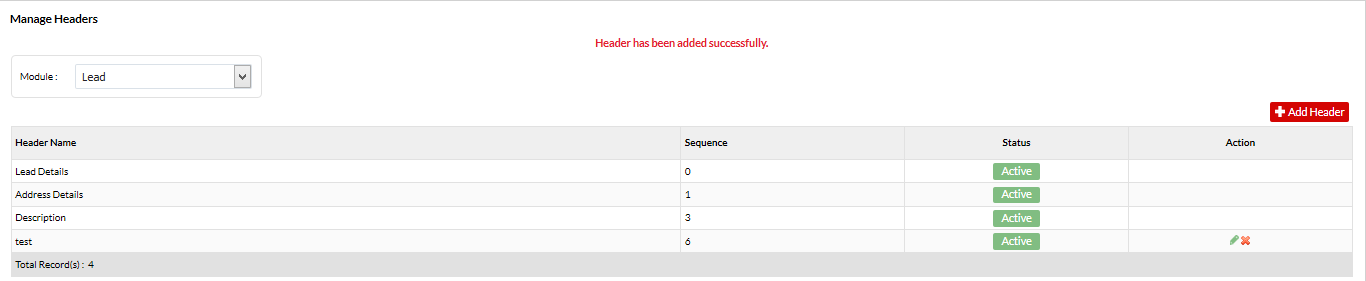 Manage Headers
Header has been added successfully.
Module : Lead
Add Header
Header Name Sequence Status Action
Lead Details 0 Active
Address Details 1 Active
Description 3 Active
test 6 Active
Total Record(s) : 4